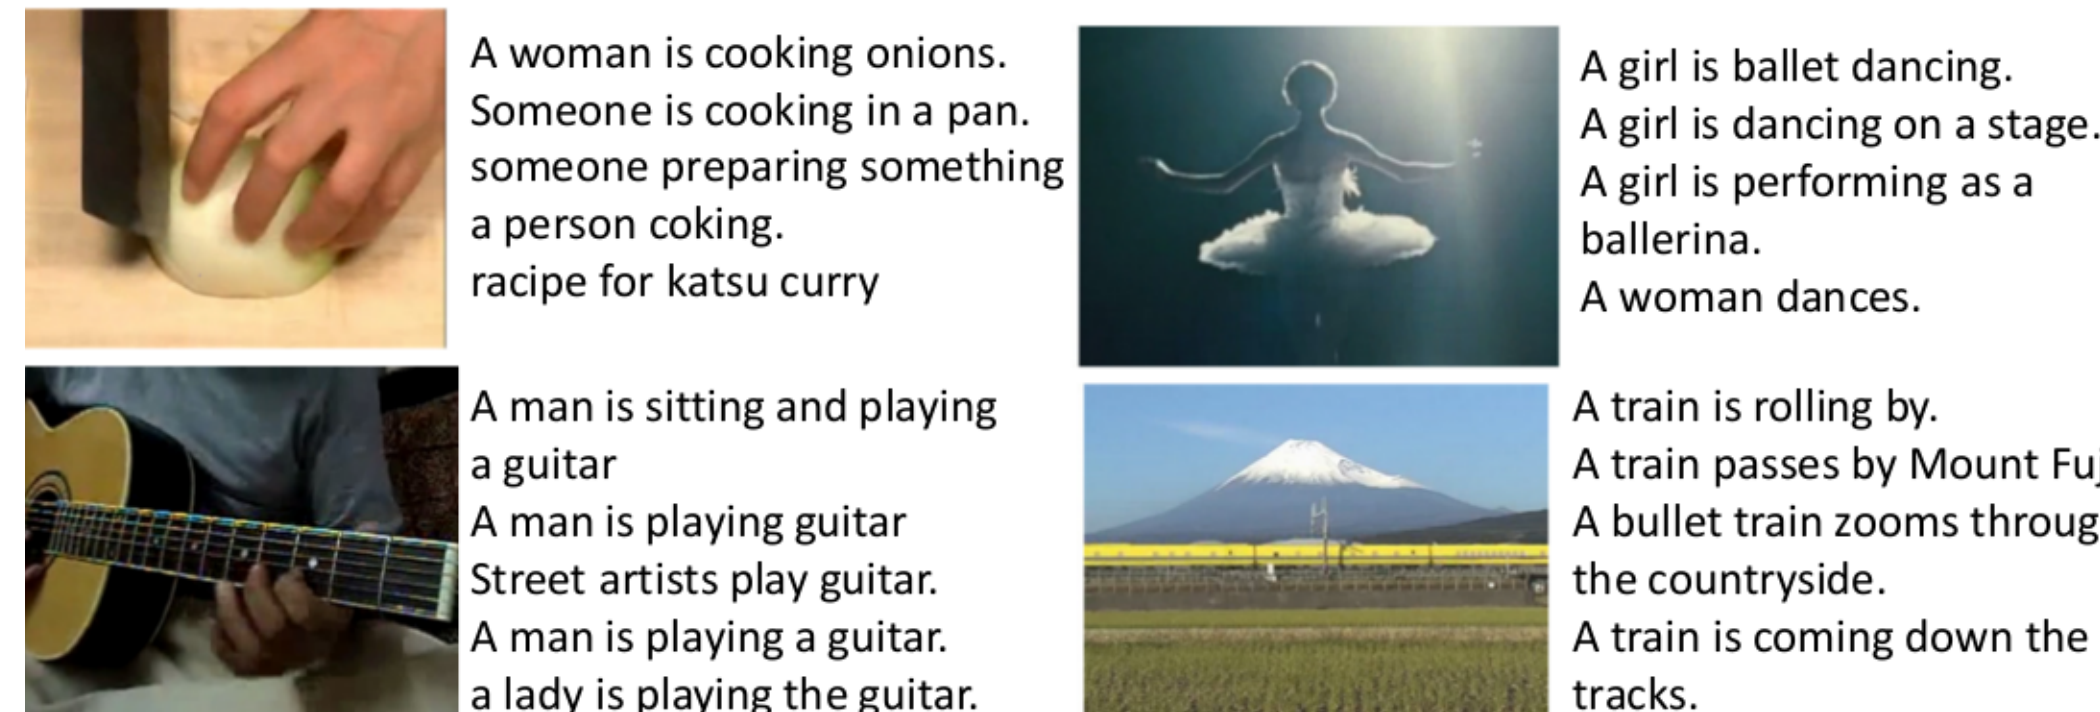 A woman is cooking onions.
Someone is cooking in a pan.
someone preparing something
a person coking.
racipe for katsu curry
A girl is ballet dancing.
A girl is dancing on a stage.
A girl is performing as a
ballerina.
A woman dances.
A man is sitting and playing
a guitar
A man is playing guitar
Street artists play guitar.
A man is playing a guitar.
a lady is playing the guitar.
A train is rolling by.
A train passes by Mount
A bullet train zooms
the countryside.
A train is coming down the
tracks.